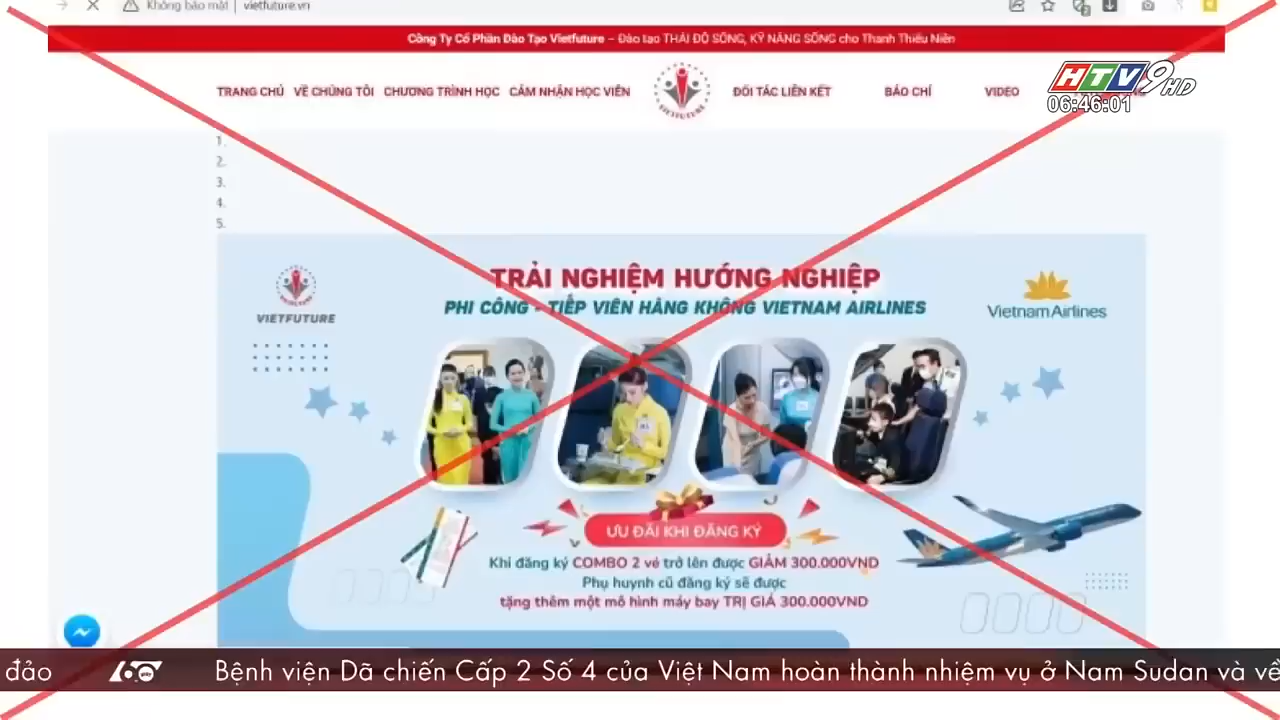 Không bảo mật | vietfuture.vn
Công Ty Cổ Phần Đào Tạo Vietfuture – Đào tạo THÁI ĐỘ SỐNG, KỸ NĂNG SỐNG cho Thanh Thiếu Niên
TRANG CHỦ VỀ CHÚNG TÔI CHƯƠNG TRÌNH HỌC CẢM NHẬN HỌC VIÊN VIETFUTURE ĐỐI TÁC LIÊN KẾT BÁO CHÍ VIDEO
HTV9 HD
06:46:01
1.
2.
3.
4.
5.
TRẢI NGHIỆM HƯỚNG NGHIỆP
PHI CÔNG - TIẾP VIÊN HÀNG KHÔNG VIETNAM AIRLINES
VIETFUTURE
Vietnam Airlines
ƯU ĐÃI KHI ĐĂNG KÝ
Khi đăng ký COMBO 2 vé trở lên được GIẢM 300.000VND
Phụ huynh cũ đăng ký sẽ được
tặng thêm một mô hình máy bay TRỊ GIÁ 300.000VND
đảo 60 giây Bệnh viện Dã chiến Cấp 2 Số 4 của Việt Nam hoàn thành nhiệm vụ ở Nam Sudan và về